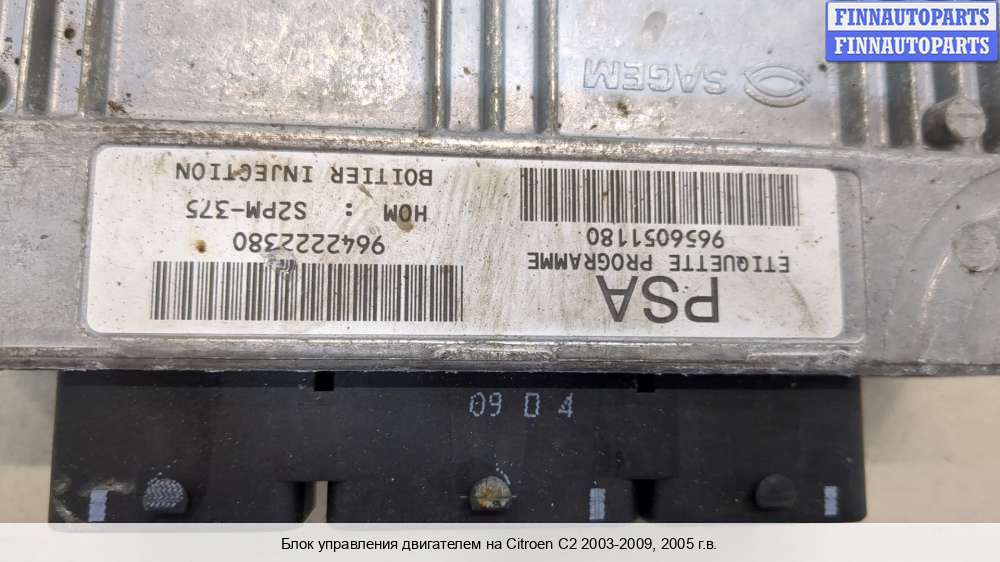 FINNAUTOPARTS
FINNAUTOPARTS
SAGEM
PSA
ETIQUETTE PROGRAMME
9656051180
9642222380
HOM : S2PM-375
BOITIER INJECTION
09 D 4
Блок управления двигателем на Citroen C2 2003-2009, 2005 г.в.